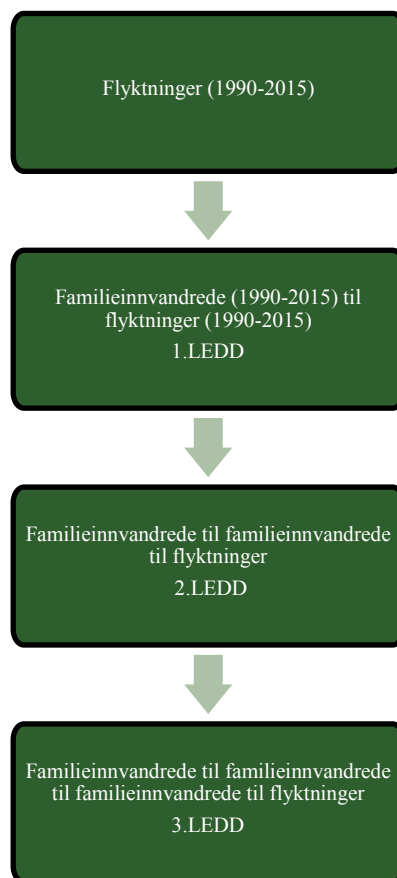 Flyktninger (1990-2015)
Familieinnvandrede (1990-2015) til
flyktninger (1990-2015)
1.LEDD
Familieinnvandrede til familieinnvandrede
til flyktninger
2.LEDD
Familieinnvandrede til familieinnvandrede
til familieinnvandrede til flyktninger
3.LEDD